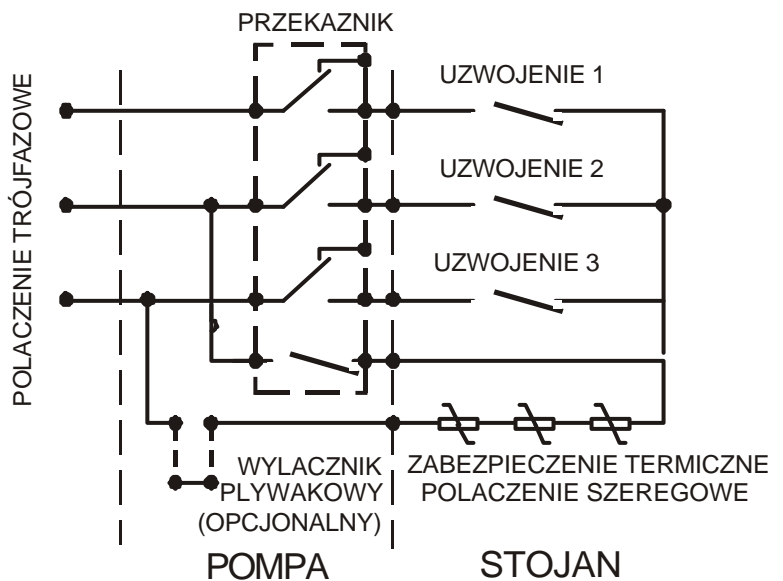 PRZEKAZNIK
POLACZENIE TRÓJFAZOWE
UZWOJENIE 1
UZWOJENIE 2
UZWOJENIE 3
WYLACZNIK
PLYWAKOWY
(OPCJONALNY)
ZABEZPIECZENIE TERMICZNE
POLACZENIE SZEREGOWE
POMPA
STOJAN